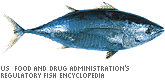 US FOOD AND DRUG ADMINISTRATION'S
REGULATORY FISH ENCYCLOPEDIA